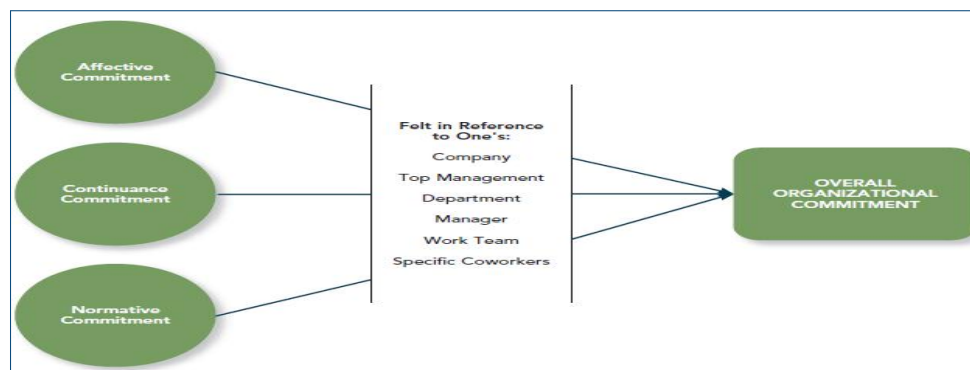 Affective
Commitment
Continuance
Commitment
Normative
Commitment
Felt in Reference
to One's:
Company
Top Management
Department
Manager
Work Team
Specific Coworkers
OVERALL
ORGANIZATIONAL
COMMITMENT